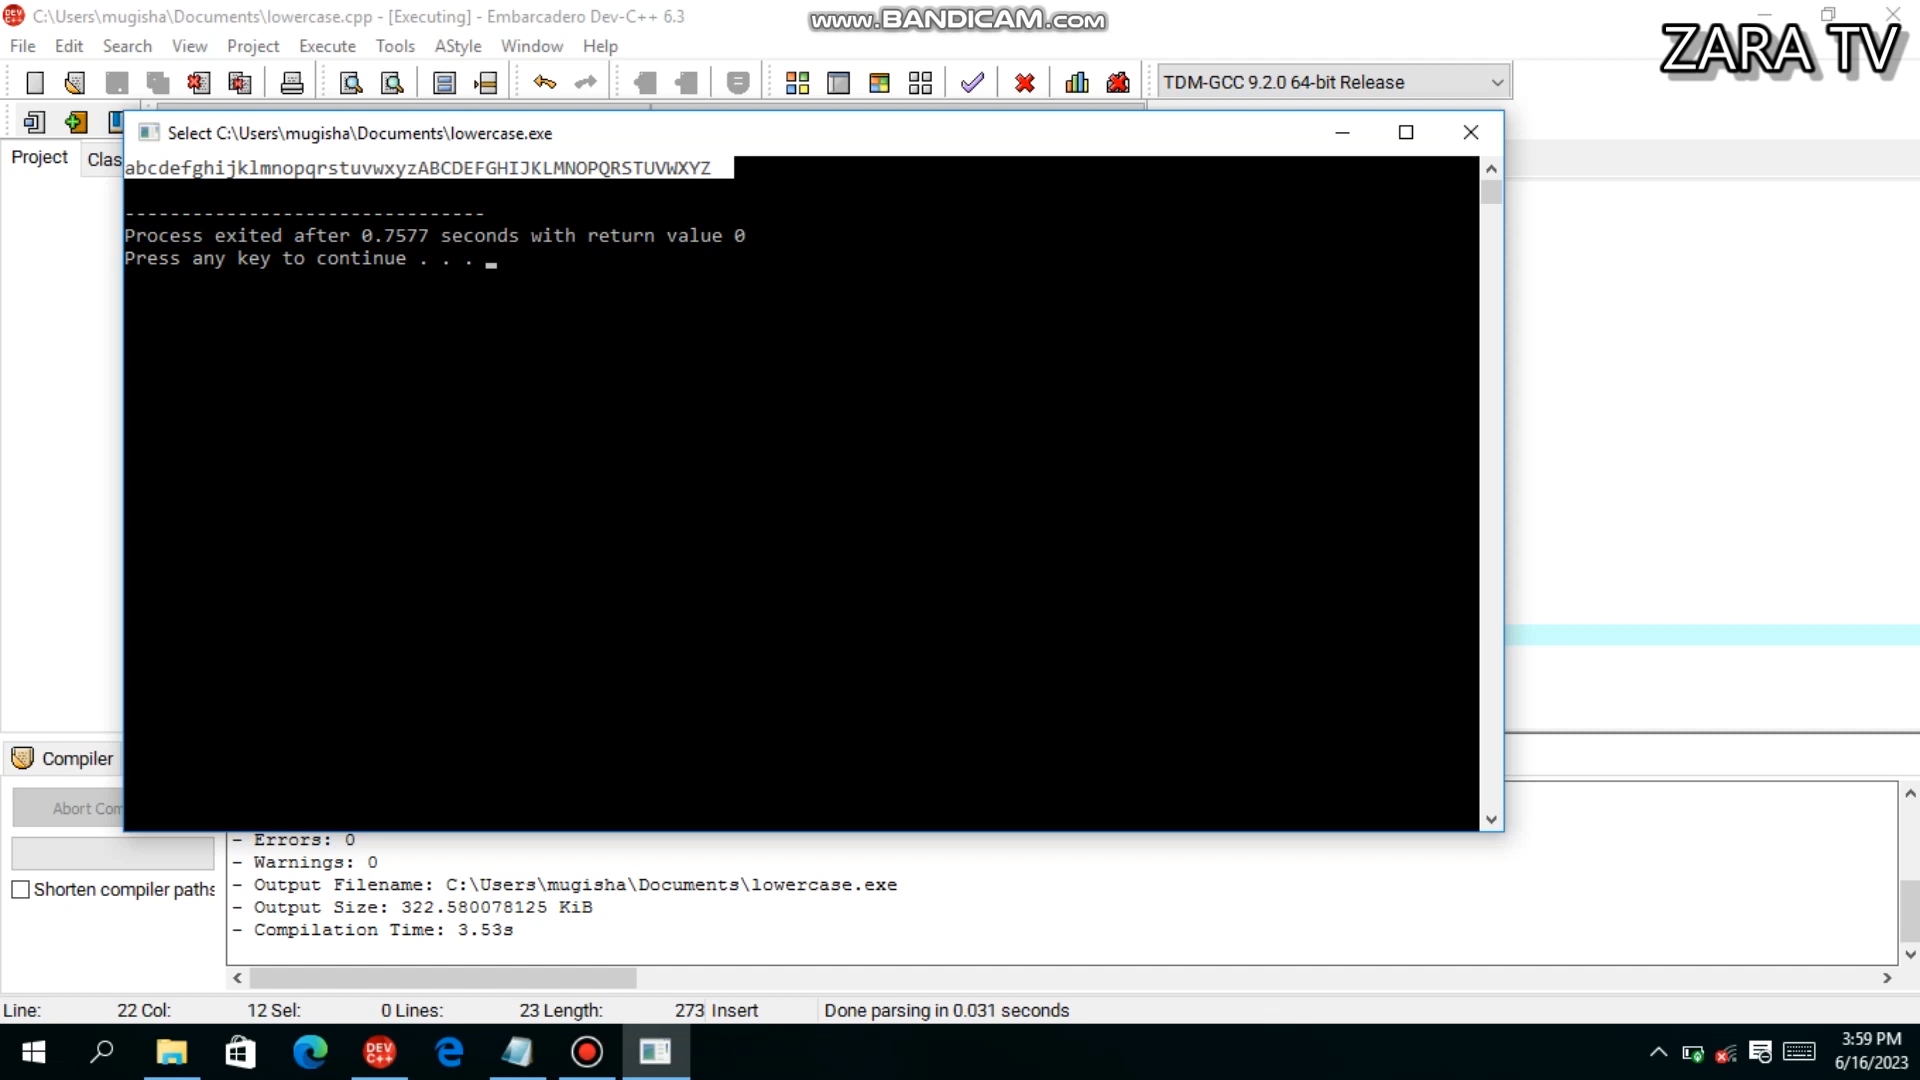 C:\Users\mugisha\Documents\lowercase.cpp - [Executing] - Embarcadero Dev-C++ 6.3
www.BANDICAM.com
ZARA TV
File Edit Search View Project Execute Tools AStyle Window Help
TDM-GCC 9.2.0 64-bit Release
Select C:\Users\mugisha\Documents\lowercase.exe
Project Clas
abcdefghijklmnopqrstuvwxyzABCDEFGHIJKLMNOPQRSTUVWXYZ
--------------------------------
Process exited after 0.7577 seconds with return value 0
Press any key to continue . . .
Compiler
Abort Com
- Errors: 0
- Warnings: 0
Shorten compiler paths
- Output Filename: C:\Users\mugisha\Documents\lowercase.exe
- Output Size: 322.580078125 KiB
- Compilation Time: 3.53s
Line: 22 Col: 12 Sel: 0 Lines: 23 Length: 273 Insert Done parsing in 0.031 seconds
DEV C++
3:59 PM
6/16/2023